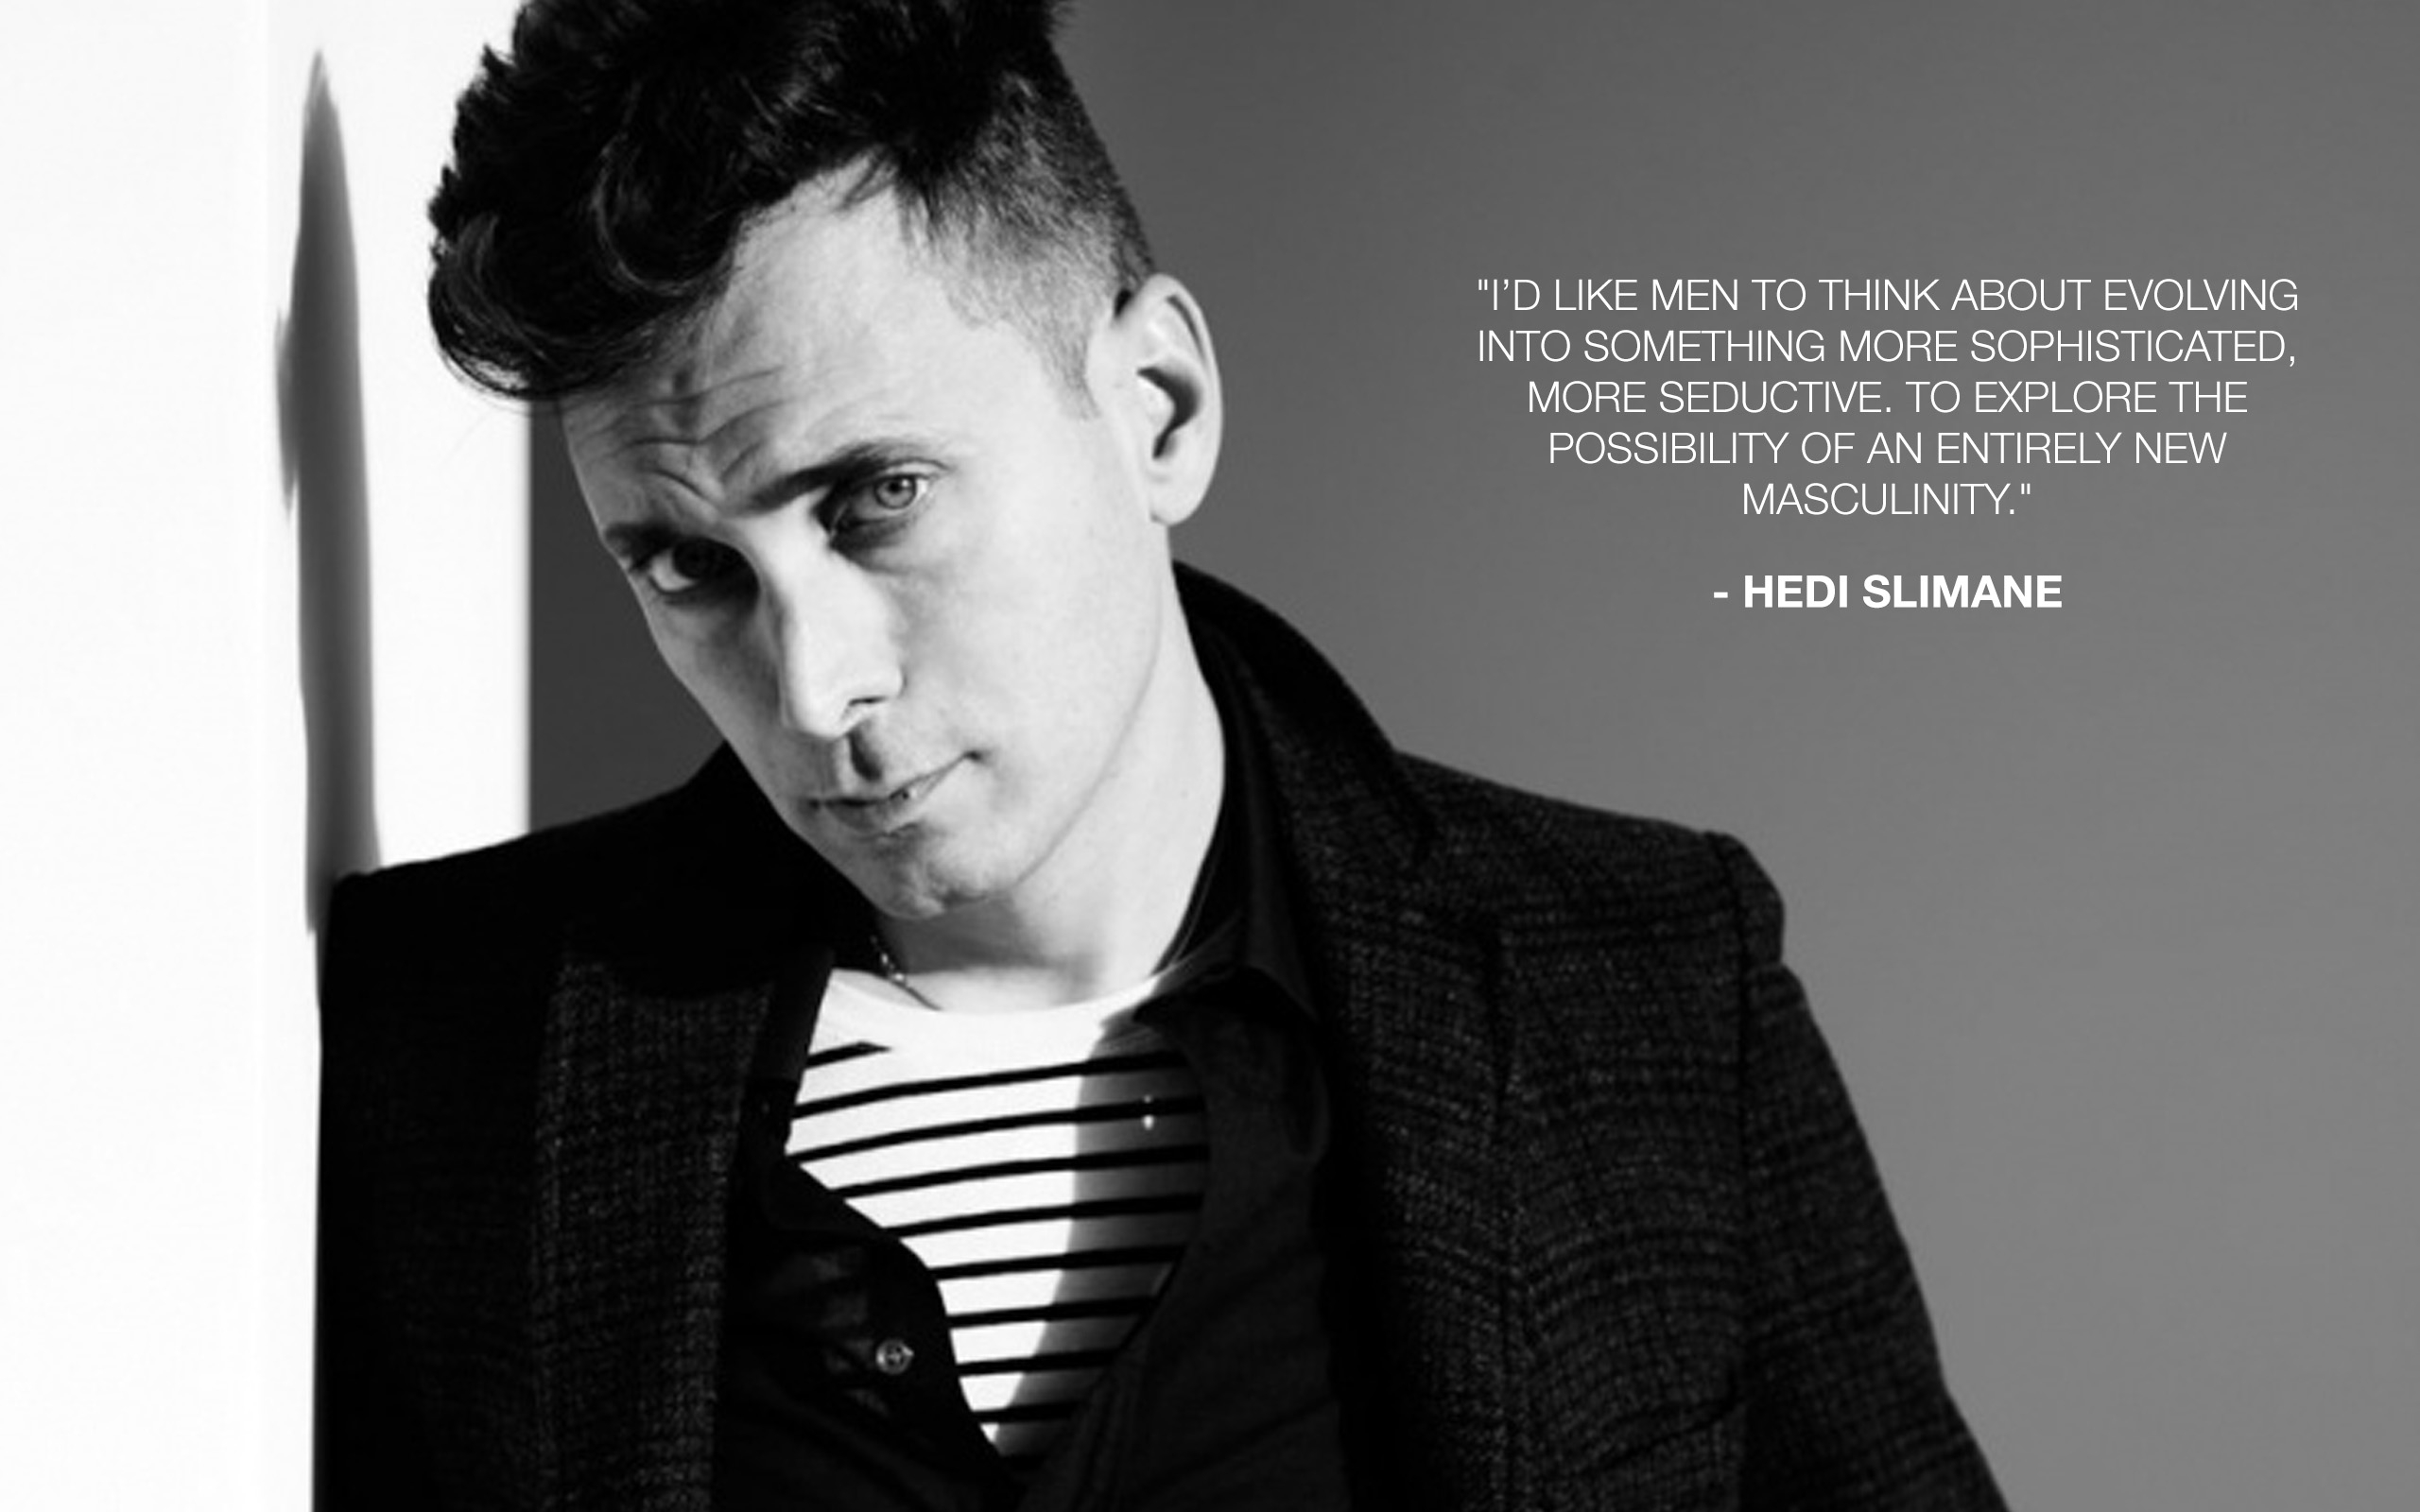 "I’D LIKE MEN TO THINK ABOUT EVOLVING
INTO SOMETHING MORE SOPHISTICATED,
MORE SEDUCTIVE. TO EXPLORE THE
POSSIBILITY OF AN ENTIRELY NEW
MASCULINITY."
- HEDI SLIMANE